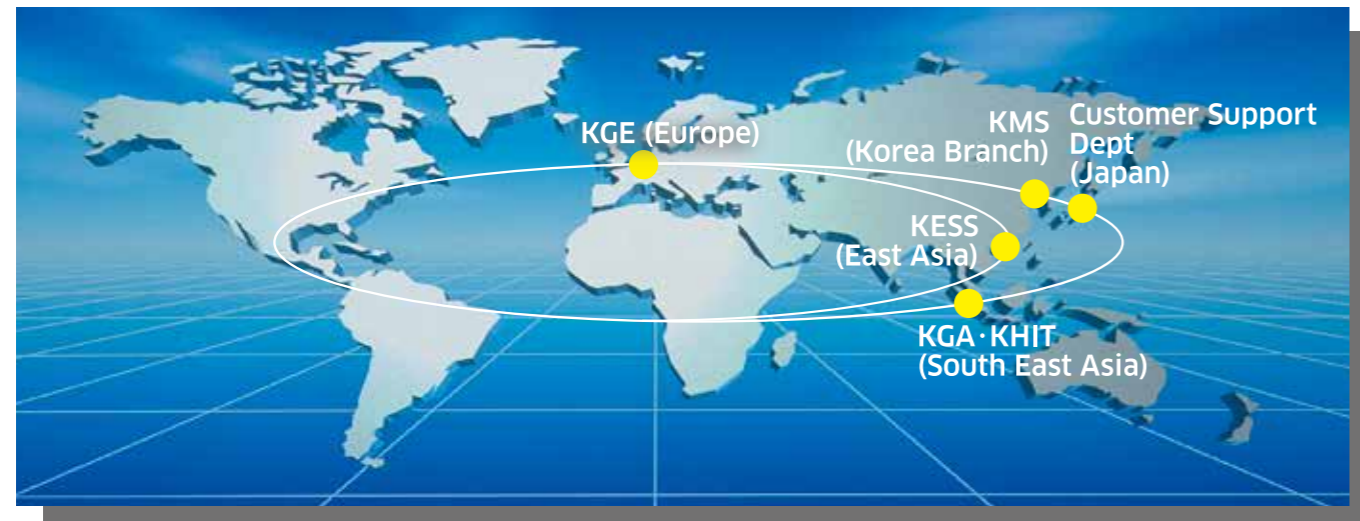 KGE (Europe)
KMS
(Korea Branch)
Customer Support
Dept
(Japan)
KESS
(East Asia)
KGA·KHIT
(South East Asia)